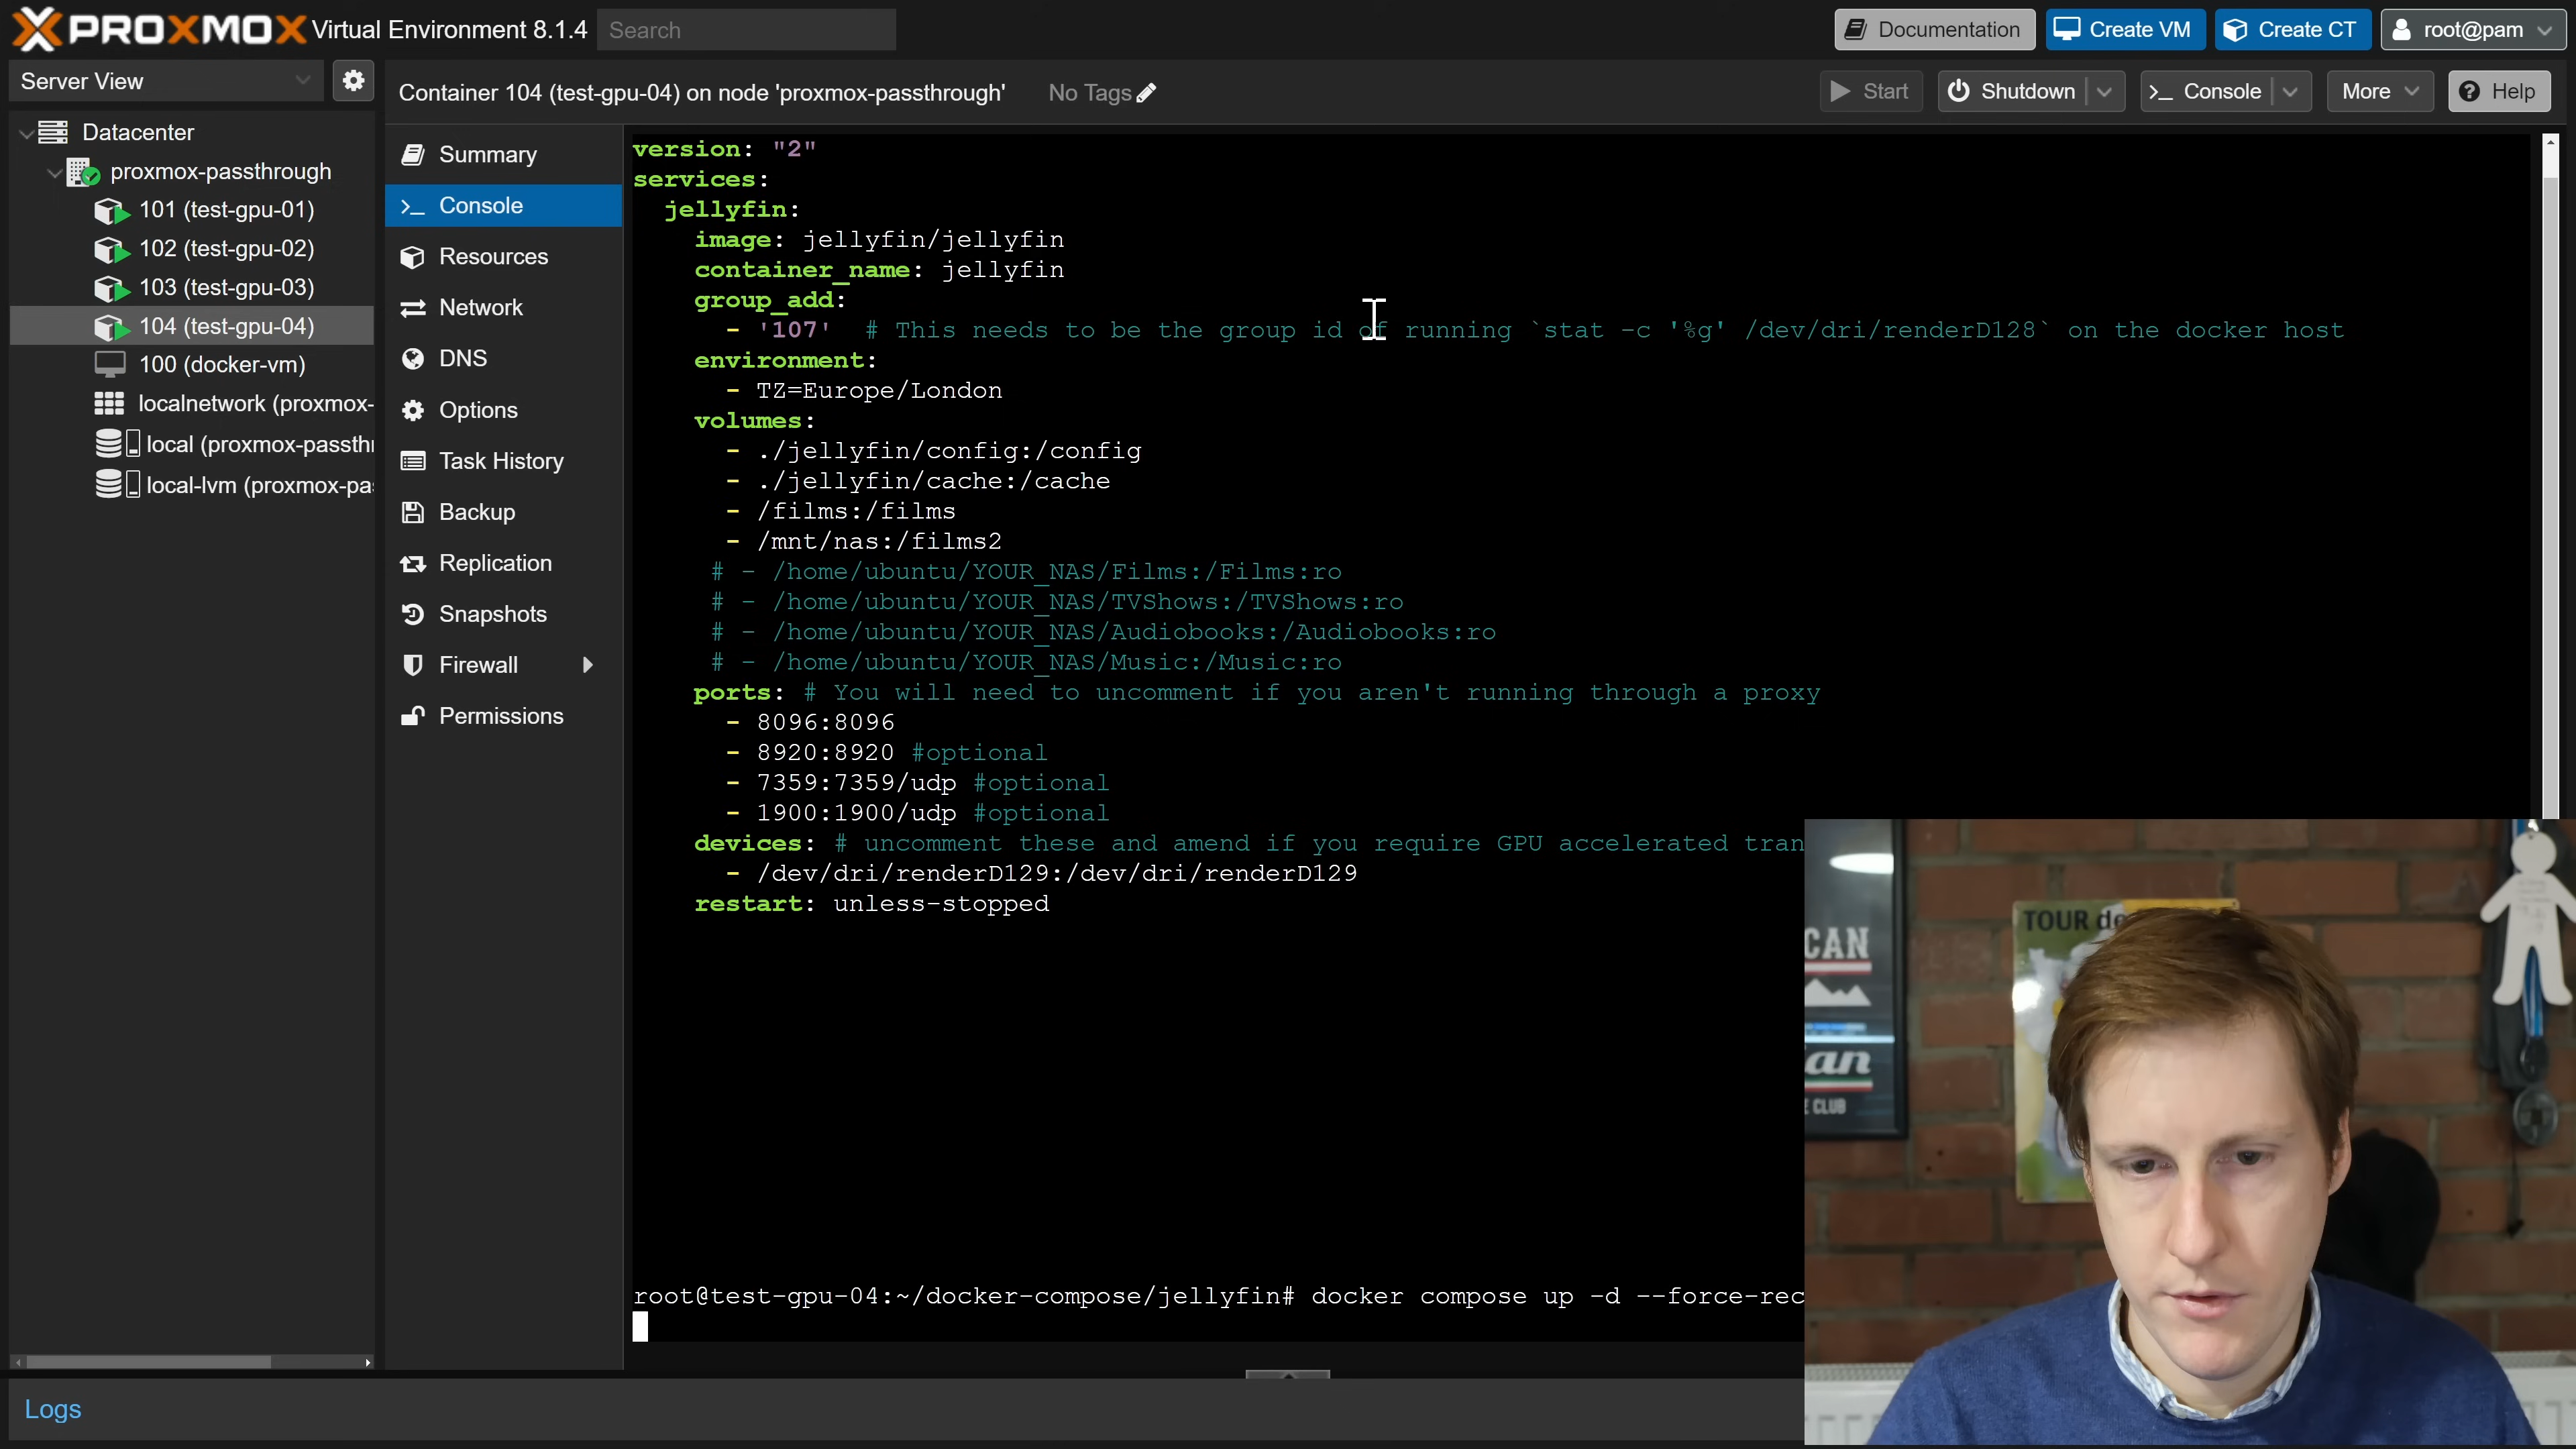 PROXMOX Virtual Environment 8.1.4
Search
Documentation
Create VM
Create CT
root@pam
Server View
Container 104 (test-gpu-04) on node 'proxmox-passthrough'
No Tags
Start
Shutdown
Console
More
Help
Datacenter
proxmox-passthrough
101 (test-gpu-01)
102 (test-gpu-02)
103 (test-gpu-03)
104 (test-gpu-04)
100 (docker-vm)
localnetwork (proxmox-
local (proxmox-passthr
local-lvm (proxmox-pas
Summary
Console
Resources
Network
DNS
Options
Task History
Backup
Replication
Snapshots
Firewall
Permissions
version: "2"
services:
jellyfin:
image: jellyfin/jellyfin
container_name: jellyfin
group_add:
- '107' # This needs to be the group id of running `stat -c '%g' /dev/dri/renderD128` on the docker host
environment:
- TZ=Europe/London
volumes:
- ./jellyfin/config:/config
- ./jellyfin/cache:/cache
- /films:/films
- /mnt/nas:/films2
# - /home/ubuntu/YOUR_NAS/Films:/Films:ro
# - /home/ubuntu/YOUR_NAS/TVShows:/TVShows:ro
# - /home/ubuntu/YOUR_NAS/Audiobooks:/Audiobooks:ro
# - /home/ubuntu/YOUR_NAS/Music:/Music:ro
ports: # You will need to uncomment if you aren't running through a proxy
- 8096:8096
- 8920:8920 #optional
- 7359:7359/udp #optional
- 1900:1900/udp #optional
devices: # uncomment these and amend if you require GPU accelerated tran
- /dev/dri/renderD129:/dev/dri/renderD129
restart: unless-stopped
root@test-gpu-04:~/docker-compose/jellyfin# docker compose up -d --force-rec
Logs
TOUR de
CAN
an
E CLUB